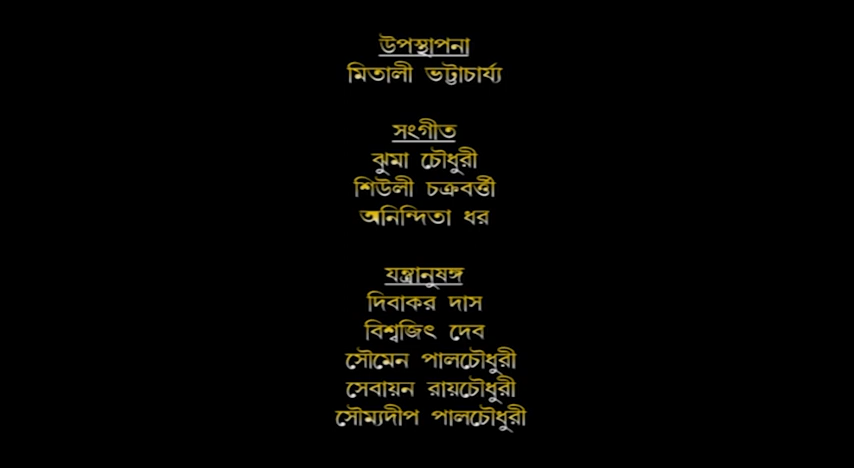 উপস্থাপনা
মিতালী ভট্টাচার্য্য
সংগীত
ঝুমা চৌধুরী
শিউলী চক্রবর্ত্তী
অনিন্দিতা ধর
যন্ত্রানুষঙ্গ
দিবাকর দাস
বিশ্বজিৎ দেব
সৌমেন পালচৌধুরী
সেবায়ন রায়চৌধুরী
সৌম্যদীপ পালচৌধুরী